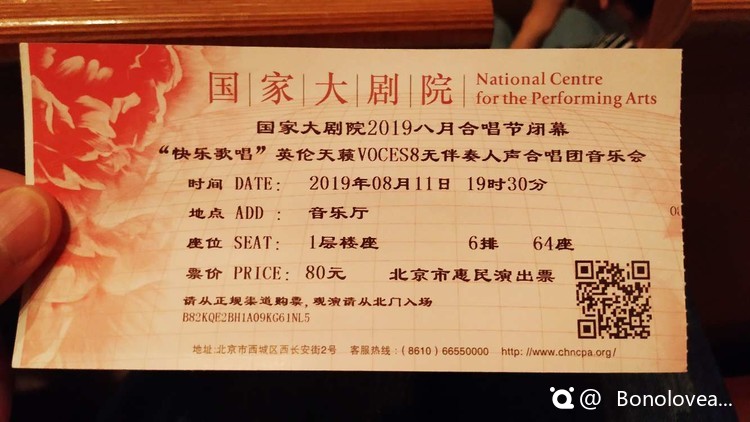 国家大剧院
National Centre
for the Performing Arts
国家大剧院2019八月合唱节闭幕
“快乐歌唱”英伦天籁VOCES8无伴奏人声合唱团音乐会
时间 DATE: 2019年08月11日 19时30分
地点 ADD : 音乐厅
座位 SEAT: 1层楼座 6排 64座
票价 PRICE: 80元 北京市惠民演出票
请从正规渠道购票,观演请从北门入场
B82KQE2BH1A09KG61NL5
地址:北京市西城区西长安街2号 客服热线:(8610) 66550000 http: //www.chncpa.org/
@ Bonolovea...